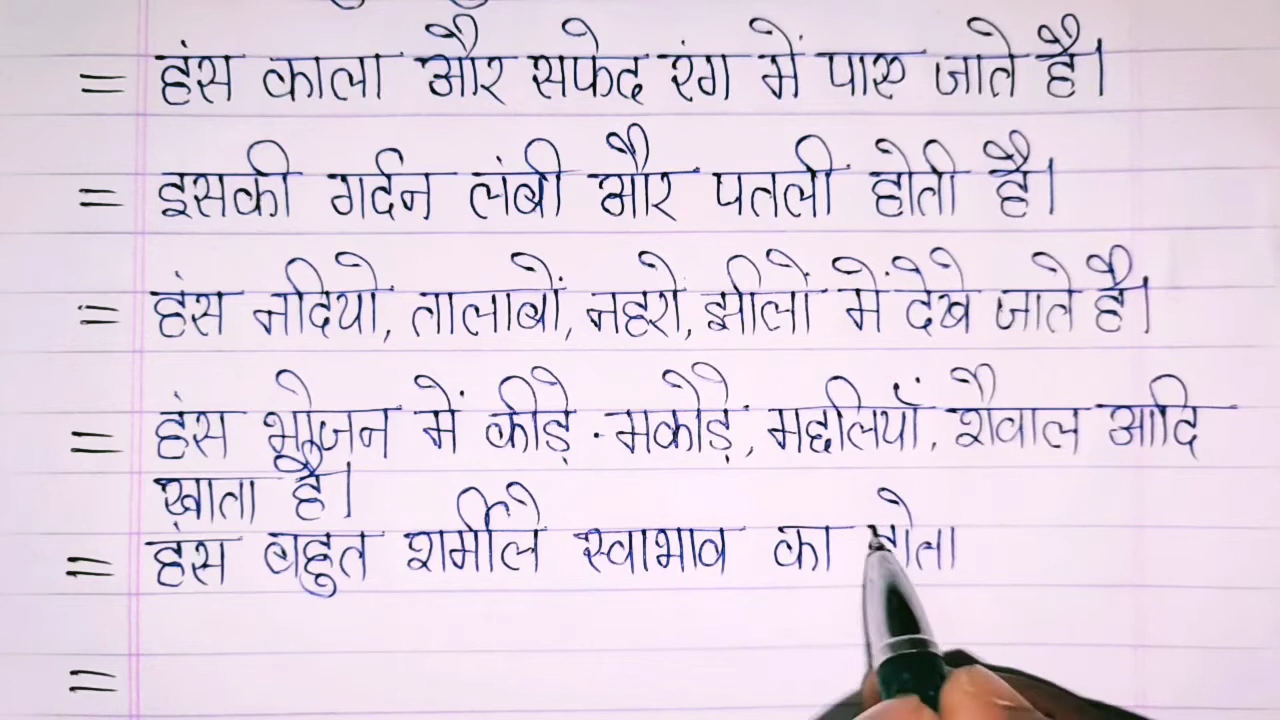 = हंस काला और सफेद रंग में पाए जाते है।
= इसकी गर्दन लंबी और पतली होती है।
= हंस नदियो, तालाबों, नहरो, झीलों में देखे जाते है।
= हंस भोजन में कीड़े-मकोड़े, मछलियाँ, शैवाल आदि
खाता है।
= हंस बहुत शर्मीले स्वाभाव का होता
=